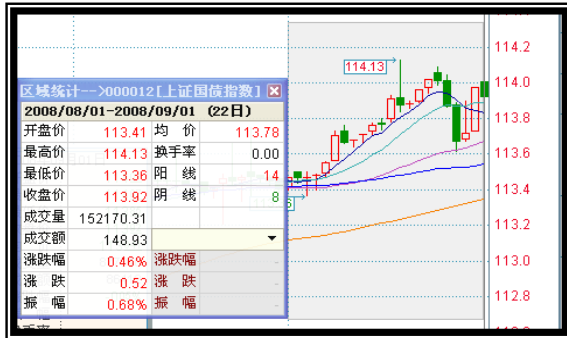 区域统计-->000012[上证国债指数]
2008/08/01-2008/09/01 (22日)
开盘价 113.41 均 价 113.78
最高价 114.13 换手率 0.00
最低价 113.36 阳 线 14
收盘价 113.92 阴 线 8
成交量 152170.31
成交额 148.93
涨跌幅 0.46% 涨跌幅 -
涨 跌 0.52 涨 跌 -
振 幅 0.68% 振 幅 -
114.13
114.2
114.0
113.8
113.6
113.4
113.2
113.0
112.8